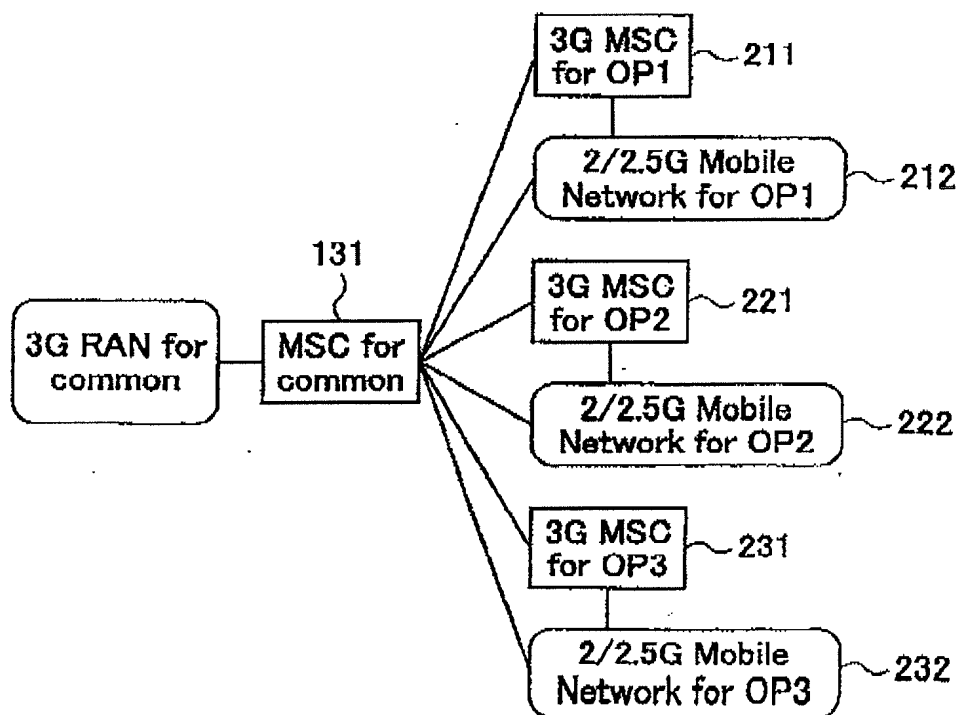 3G MSC
for OP1
211
2/2.5G Mobile
Network for OP1
212
131
3G RAN for
common
MSC for
common
3G MSC
for OP2
221
2/2.5G Mobile
Network for OP2
222
3G MSC
for OP3
231
2/2.5G Mobile
Network for OP3
232